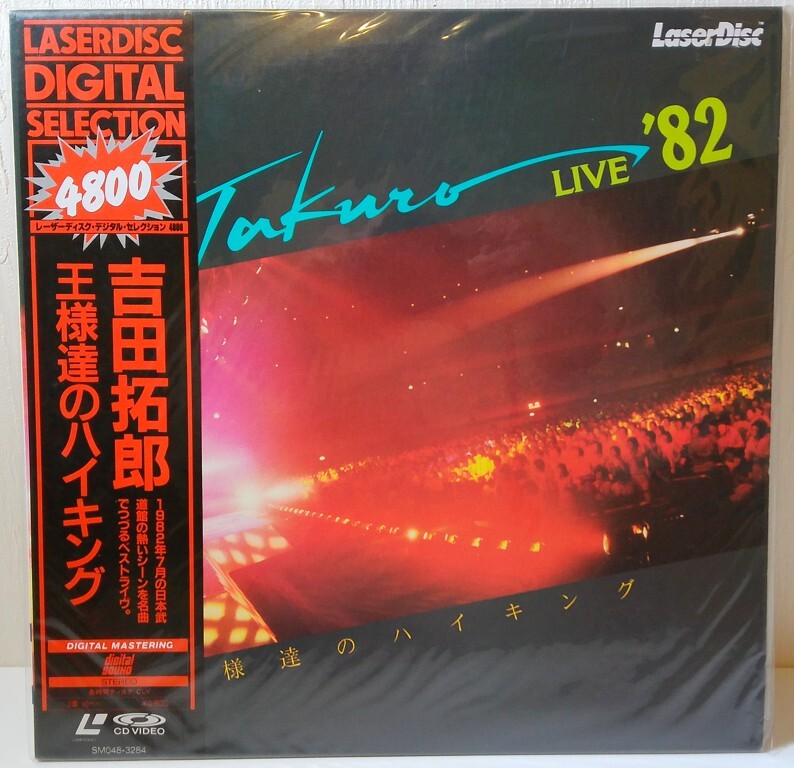 LASERDISC
DIGITAL
SELECTION
4800
レーザーディスク・デジタル・セレクション 4800
吉田拓郎
王様達のハイキング
1982年7月の日本武
道館の熱いシーンを名曲
でつづるベストライヴ。
DIGITAL MASTERING
digital
SOUND
STEREO
CD VIDEO
SM048-3284
LaserDisc
Takuro
LIVE '82
様達のハイキング